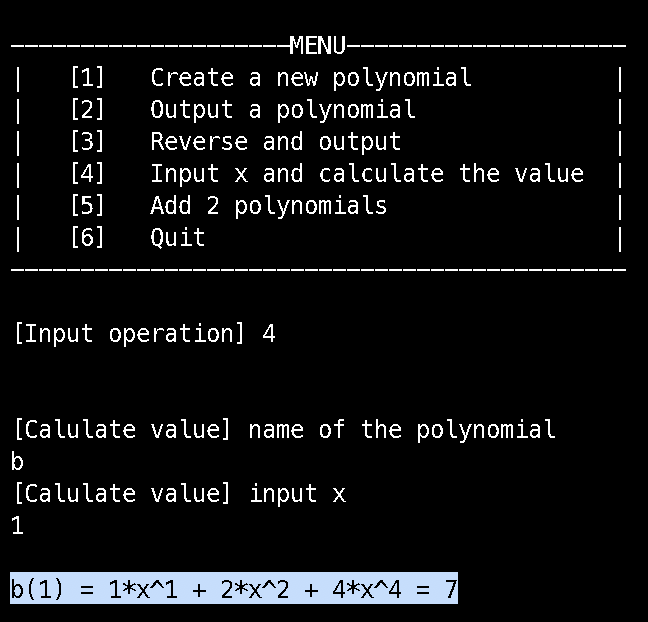 ————————————————————MENU————————————————————
|   [1]   Create a new polynomial          |
|   [2]   Output a polynomial              |
|   [3]   Reverse and output               |
|   [4]   Input x and calculate the value  |
|   [5]   Add 2 polynomials                |
|   [6]   Quit                             |
————————————————————————————————————————————
[Input operation] 4
[Calulate value] name of the polynomial
b
[Calulate value] input x
1
b(1) = 1*x^1 + 2*x^2 + 4*x^4 = 7